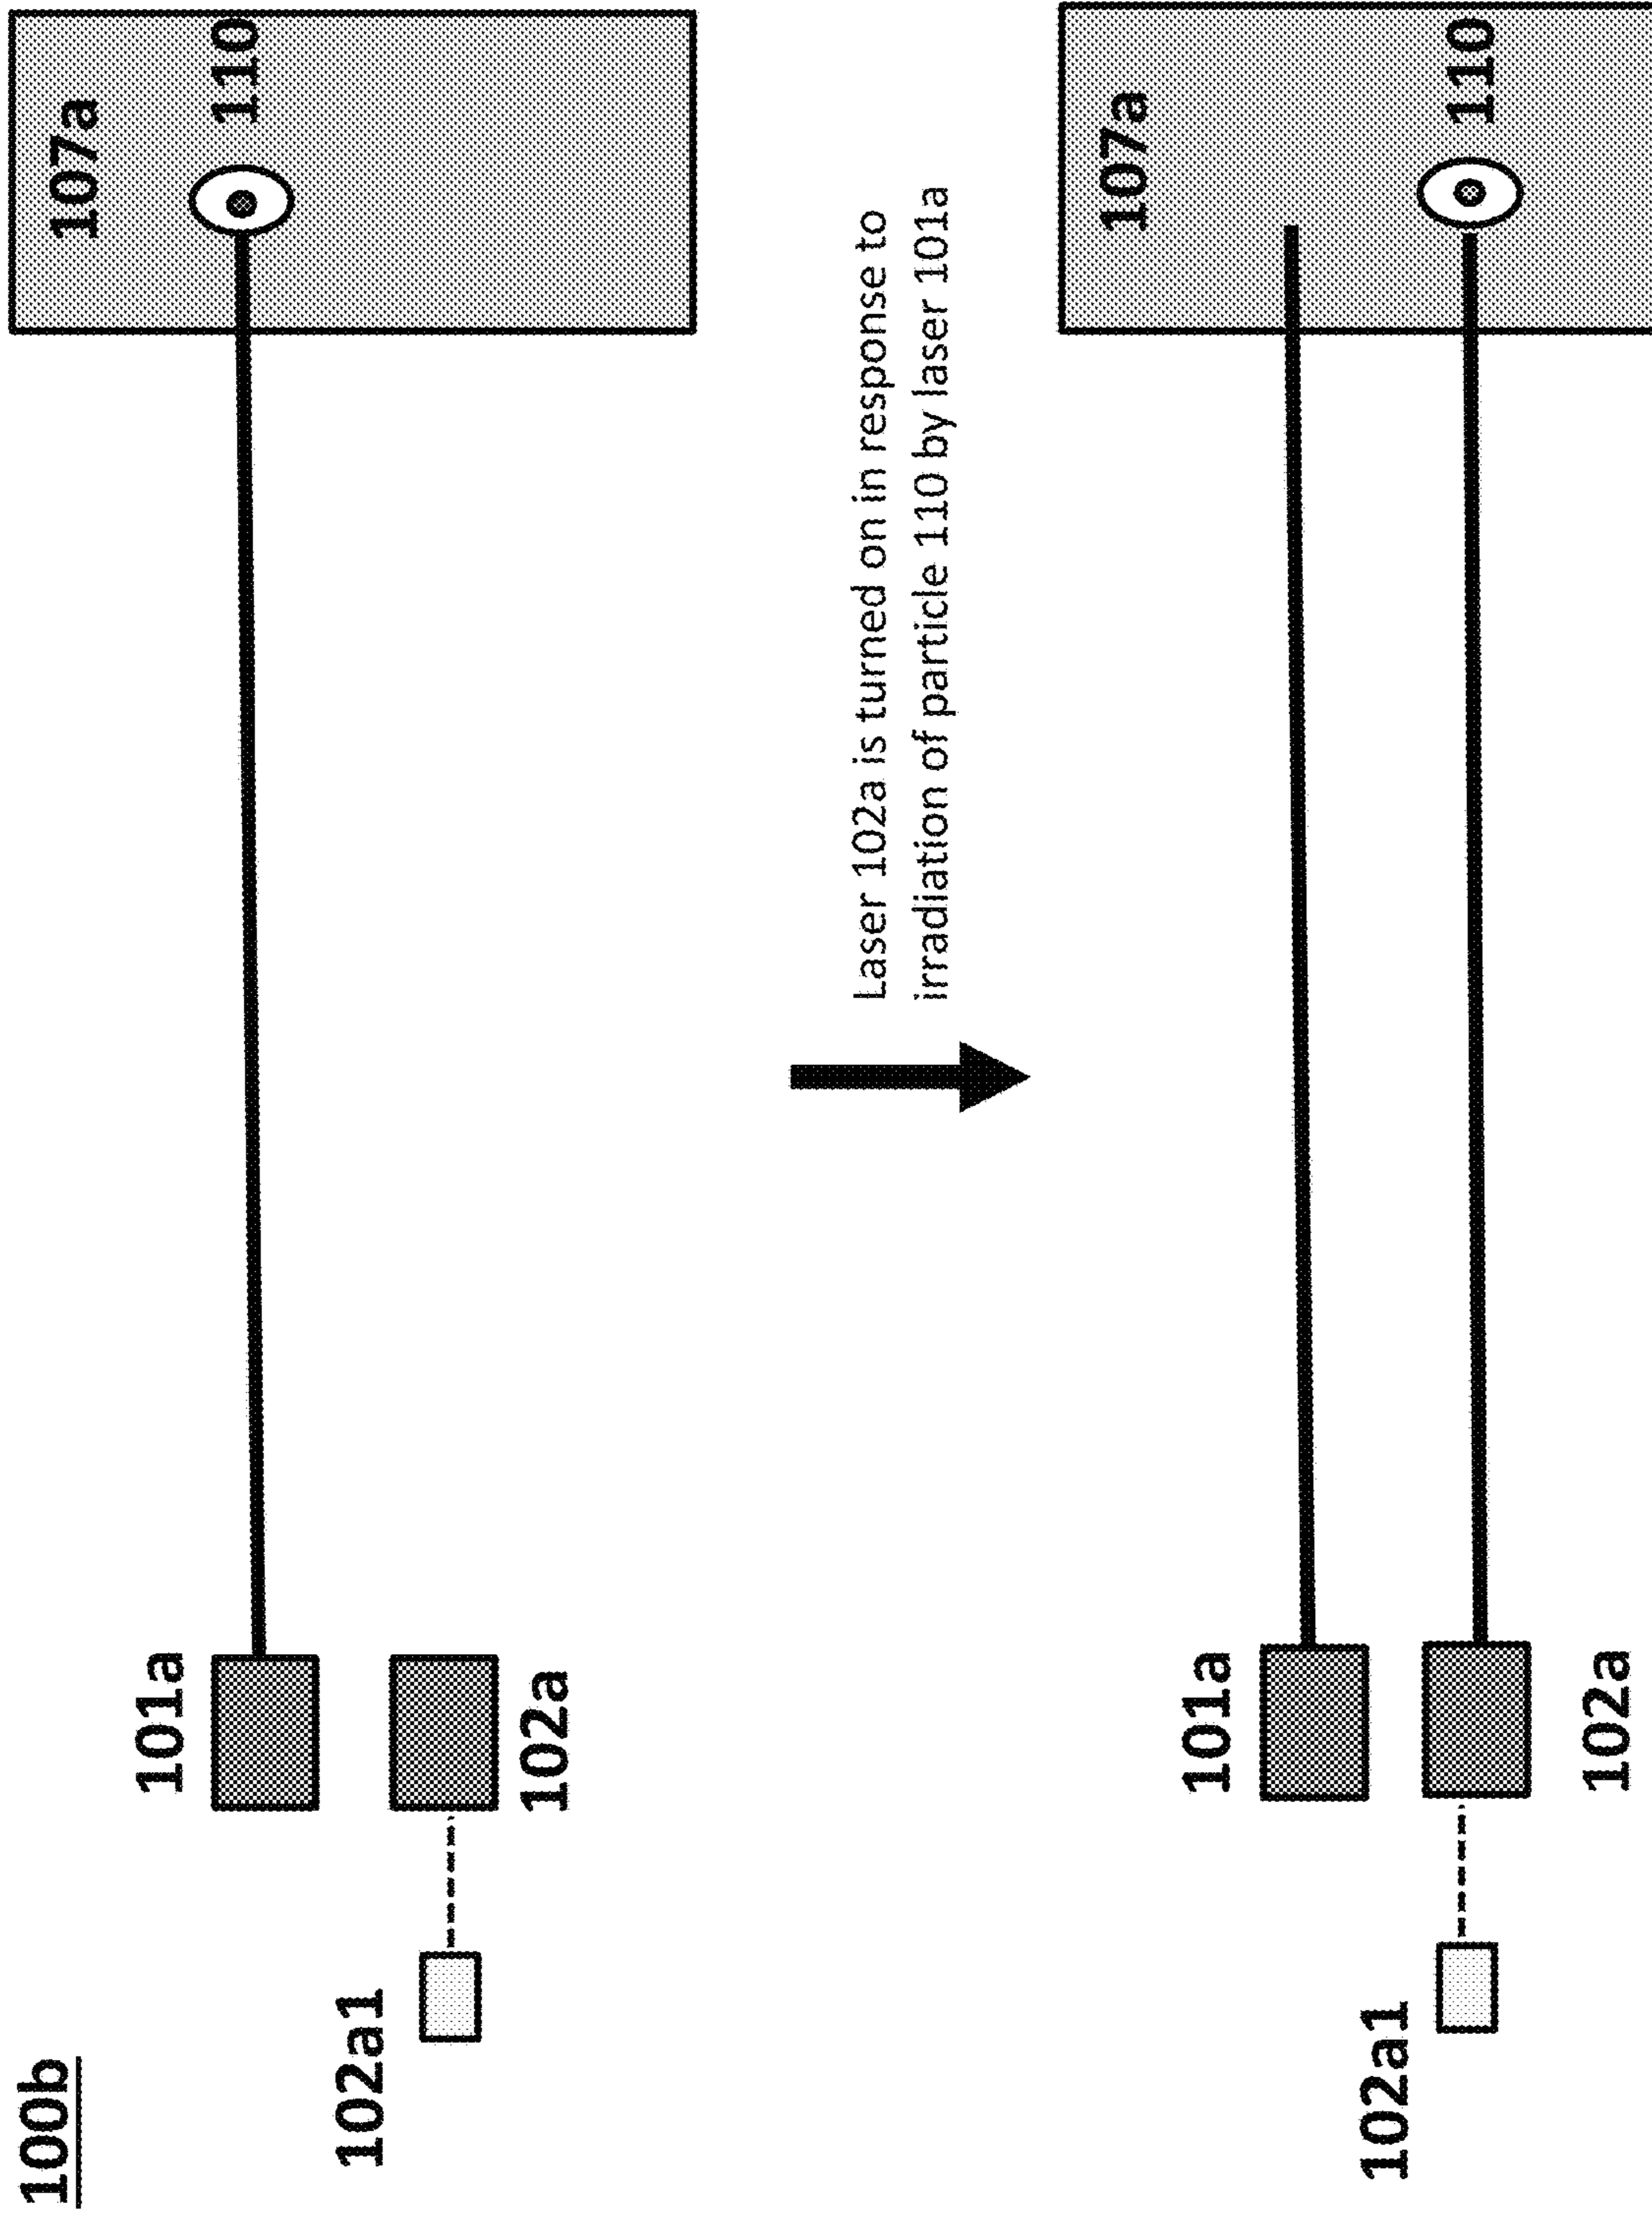 100b
107a
110
101a
102a
102a1
Laser 102a is turned on in response to
irradiation of particle 110 by laser 101a
107a
110
101a
102a1
102a